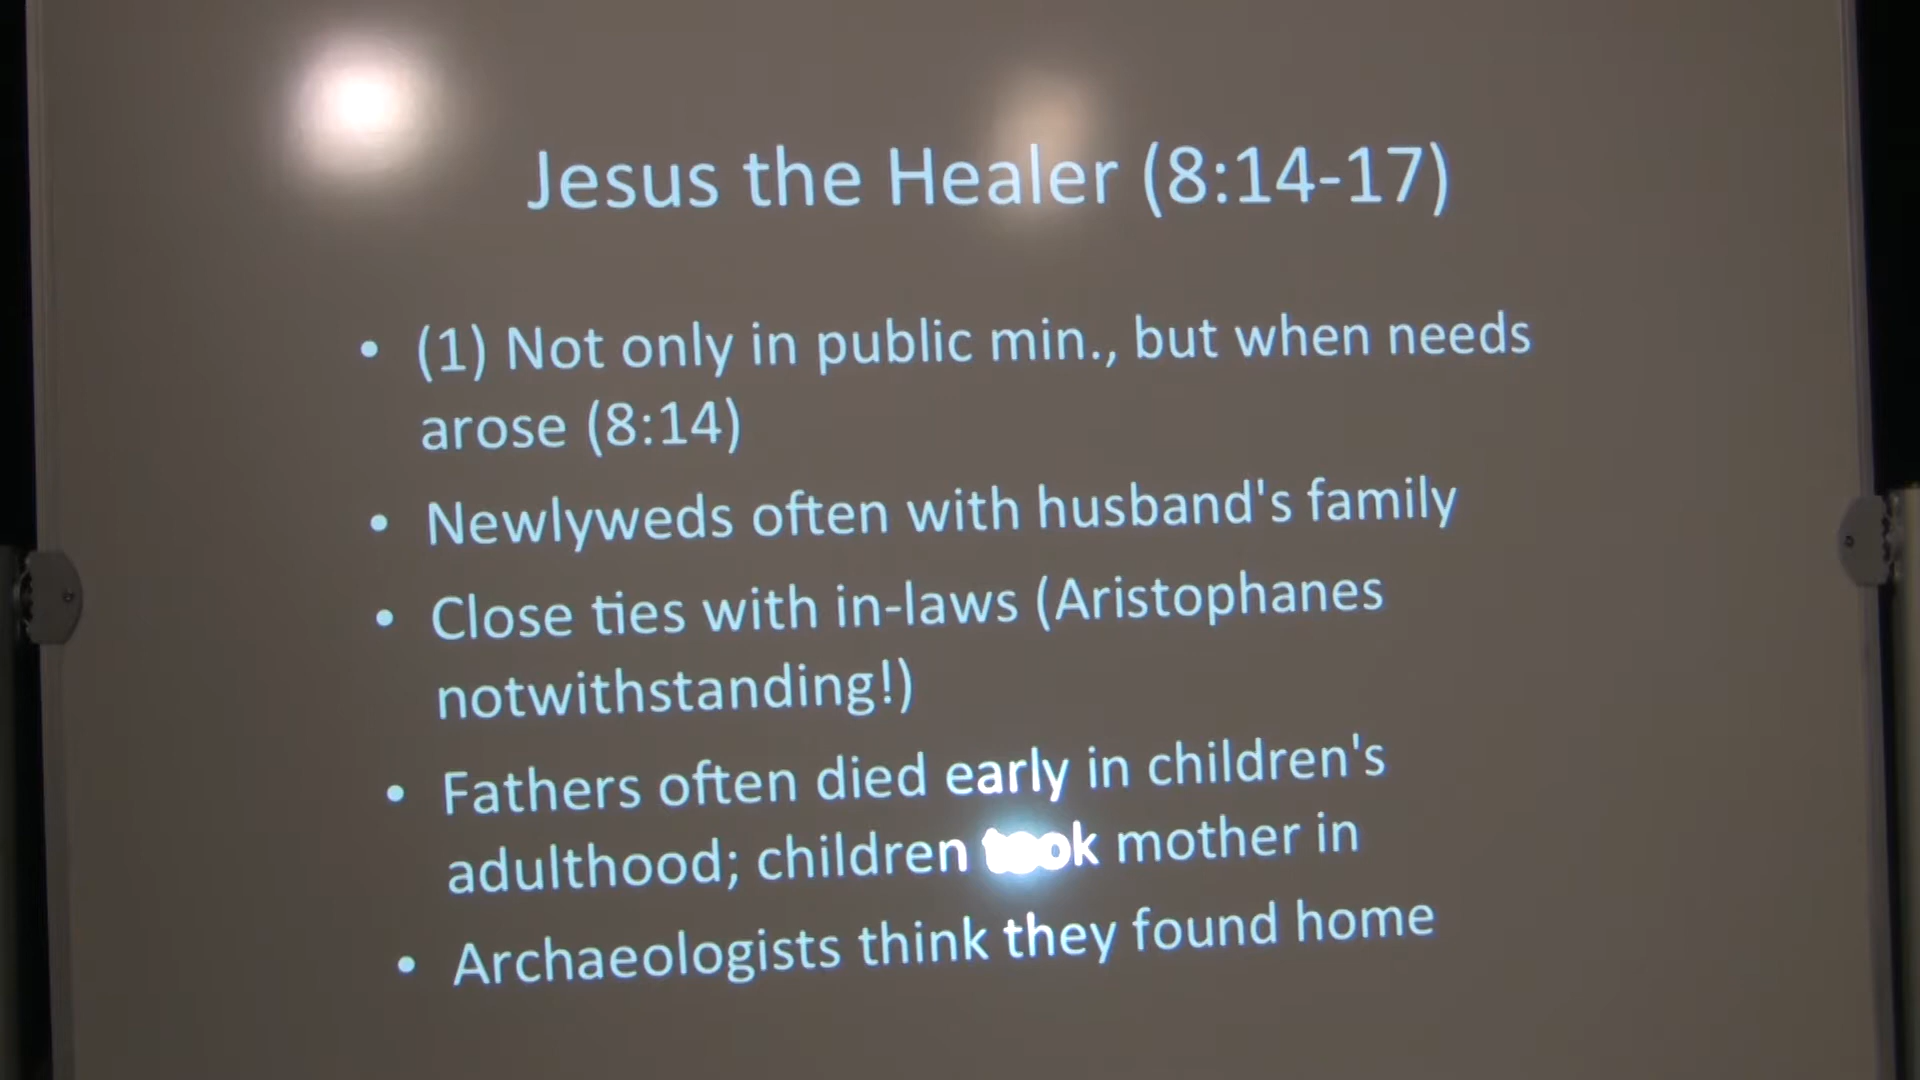 Jesus the Healer (8:14-17)
• (1) Not only in public min., but when needs
arose (8:14)
• Newlyweds often with husband's family
• Close ties with in-laws (Aristophanes
notwithstanding!)
• Fathers often died early in children's
adulthood; children took mother in
• Archaeologists think they found home